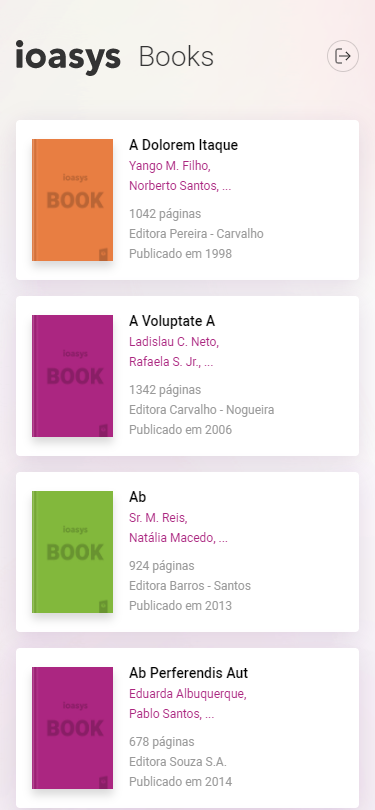 ioasys Books
A Dolorem Itaque
Yango M. Filho,
Norberto Santos, ...
1042 páginas
Editora Pereira - Carvalho
Publicado em 1998
ioasys
BOOK
A Voluptate A
Ladislau C. Neto,
Rafaela S. Jr., ...
1342 páginas
Editora Carvalho - Nogueira
Publicado em 2006
ioasys
BOOK
Ab
Sr. M. Reis,
Natália Macedo, ...
924 páginas
Editora Barros - Santos
Publicado em 2013
ioasys
BOOK
Ab Perferendis Aut
Eduarda Albuquerque,
Pablo Santos, ...
678 páginas
Editora Souza S.A.
Publicado em 2014
ioasys
BOOK